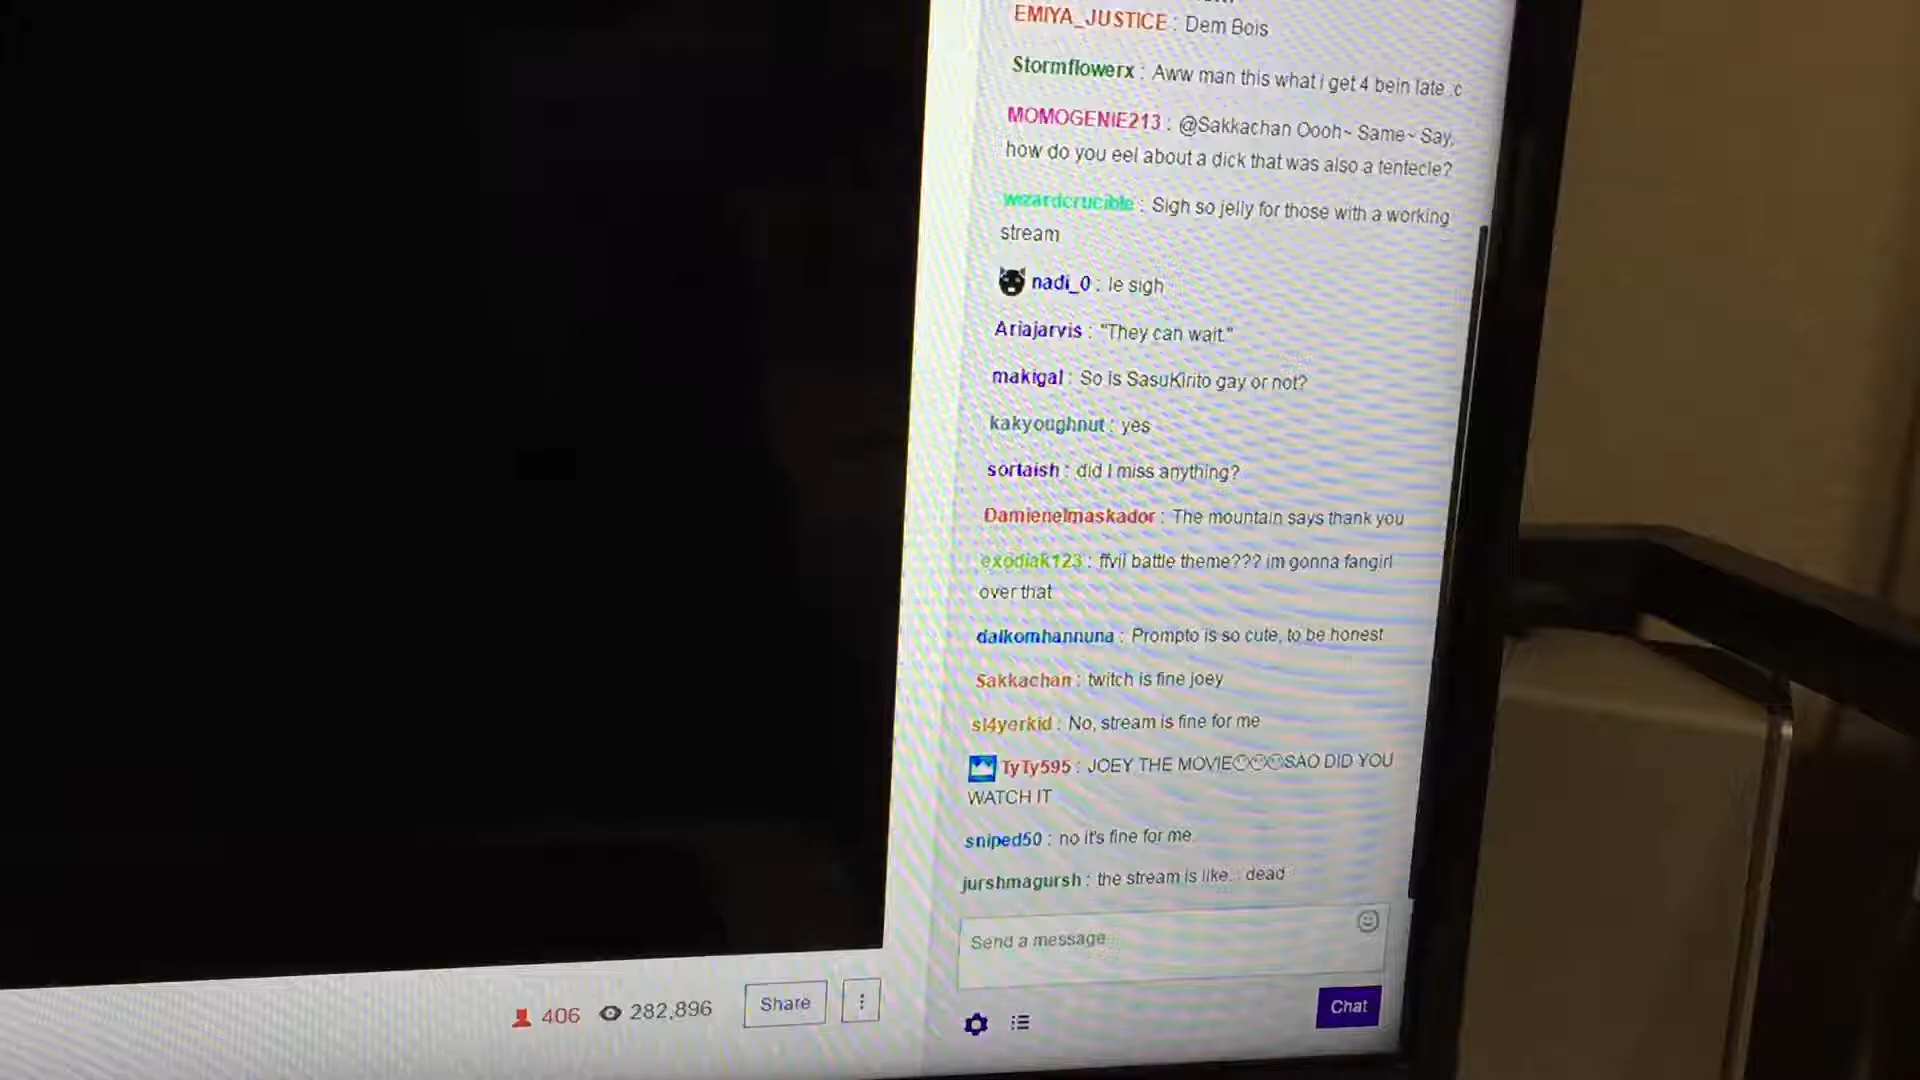 EMIYA_JUSTICE : Dem Bois
Stormflowerx : Aww man this what i get 4 bein late :c
MOMOGENIE213 : @Sakkachan Oooh~ Same~ Say,
how do you eel about a dick that was also a tentecle?
wizardcrucible : Sigh so jelly for those with a working
stream
nadi_0 : le sigh
Ariajarvis : "They can wait."
makigal : So is SasuKirito gay or not?
kakyoughnut : yes
sortaish : did I miss anything?
Damienelmaskador : The mountain says thank you
exodiak123 : ffvii battle theme??? im gonna fangirl
over that
dalkomhannuna : Prompto is so cute, to be honest
Sakkachan : twitch is fine joey
sl4yerkid : No, stream is fine for me
TyTy595 : JOEY THE MOVIE SAO DID YOU
WATCH IT
sniped50 : no it's fine for me
jurshmagursh : the stream is like... dead
Send a message
406 282,896 Share
Chat